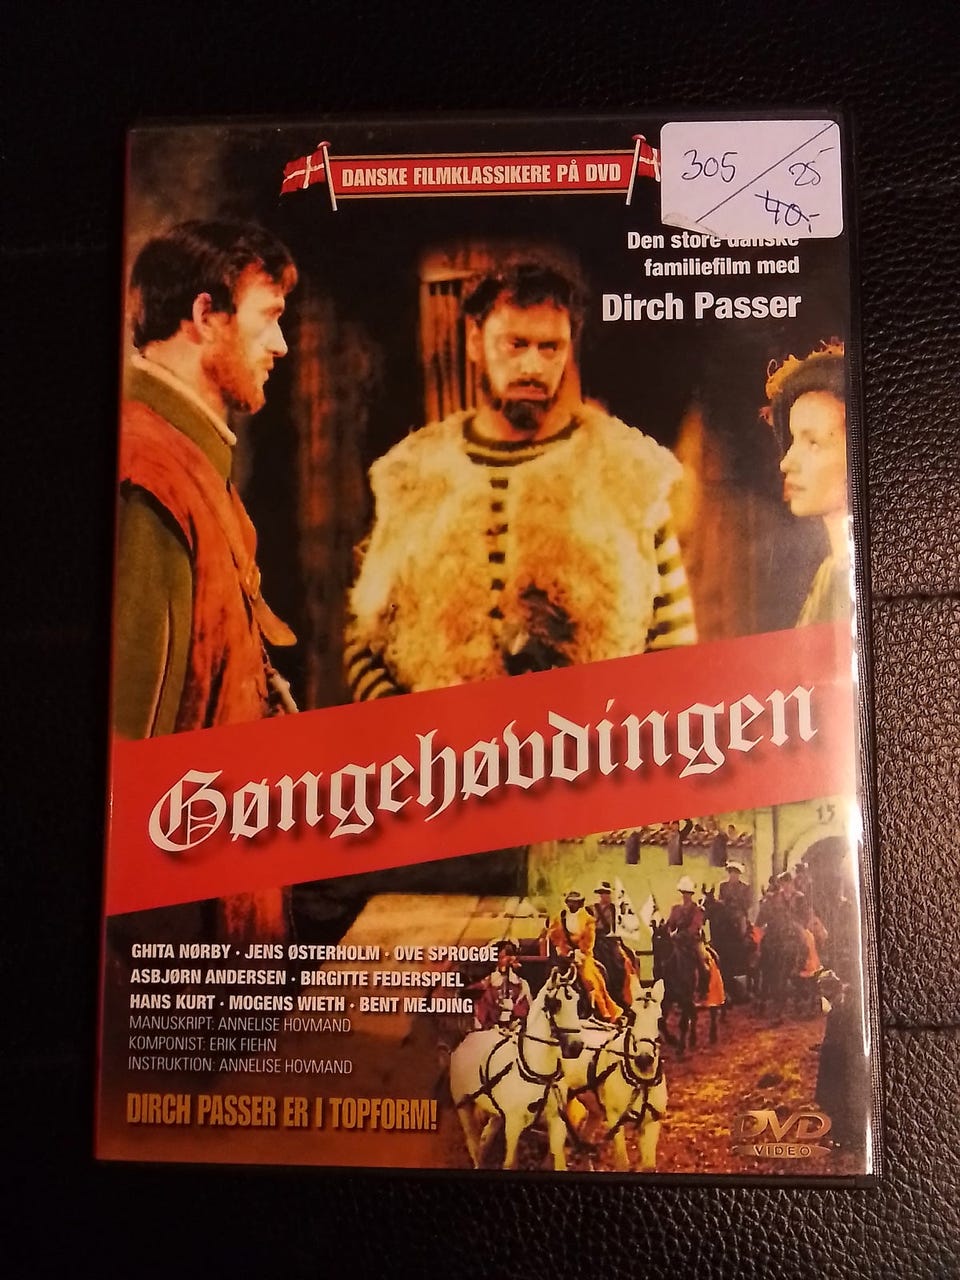 DANSKE FILMKLASSIKERE PÅ DVD
305 / 25
40,-
Den store danske
familiefilm med
Dirch Passer
Gøngehøvdingen
15
GHITA NØRBY · JENS ØSTERHOLM · OVE SPROGØE
ASBJØRN ANDERSEN · BIRGITTE FEDERSPIEL
HANS KURT · MOGENS WIETH · BENT MEJDING
MANUSKRIPT: ANNELISE HOVMAND
KOMPONIST: ERIK FIEHN
INSTRUKTION: ANNELISE HOVMAND
DIRCH PASSER ER I TOPFORM!
DVD
VIDEO